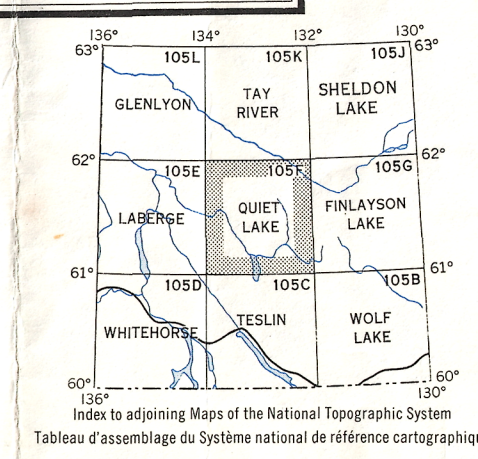 136° 134° 132° 130°
63° 105L 105K 105J 63°
GLENLYON TAY RIVER SHELDON LAKE
62° 105E 105F 105G 62°
LABERGE QUIET LAKE FINLAYSON LAKE
61° 105D 105C 105B 61°
WHITEHORSE TESLIN WOLF LAKE
60° 60°
136° 130°
Index to adjoining Maps of the National Topographic System
Tableau d'assemblage du Système national de référence cartographiqu